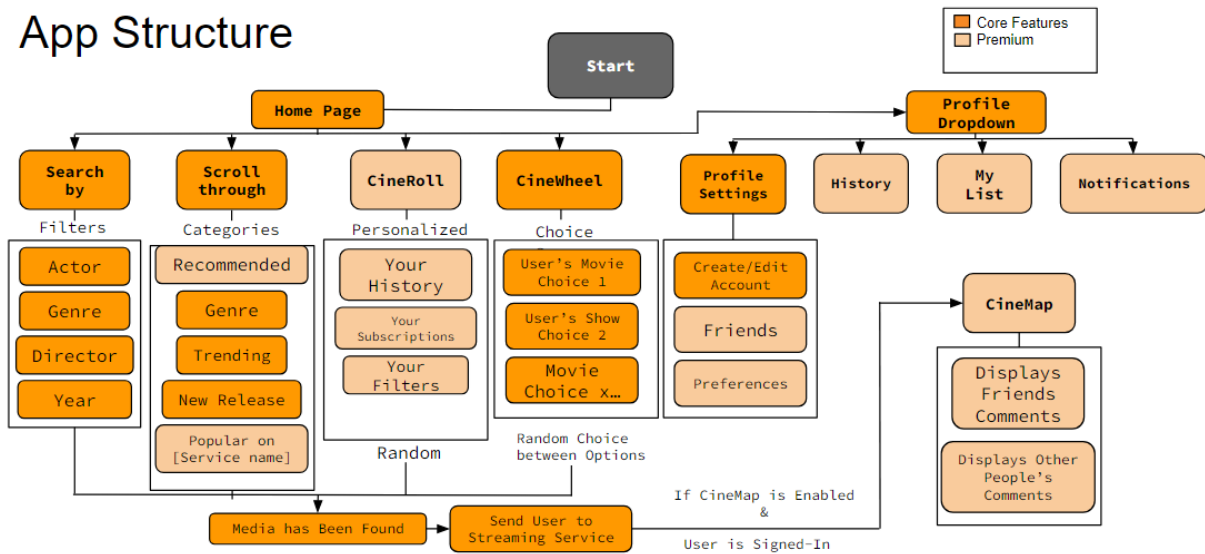 App Structure
Core Features
Premium
Start
Home Page
Profile
Dropdown
Search
by
Scroll
through
CineRoll
CineWheel
Profile
Settings
History
My
List
Notifications
Filters
Categories
Personalized
Choice
Actor
Genre
Director
Year
Recommended
Genre
Trending
New Release
Popular on
[Service name]
Your
History
Your
Subscriptions
Your
Filters
Random
User's Movie
Choice 1
User's Show
Choice 2
Movie
Choice x…
Random Choice
between Options
Create/Edit
Account
Friends
Preferences
CineMap
Displays
Friends
Comments
Displays Other
People's
Comments
Media has Been Found
Send User to
Streaming Service
If CineMap is Enabled
&
User is Signed-In